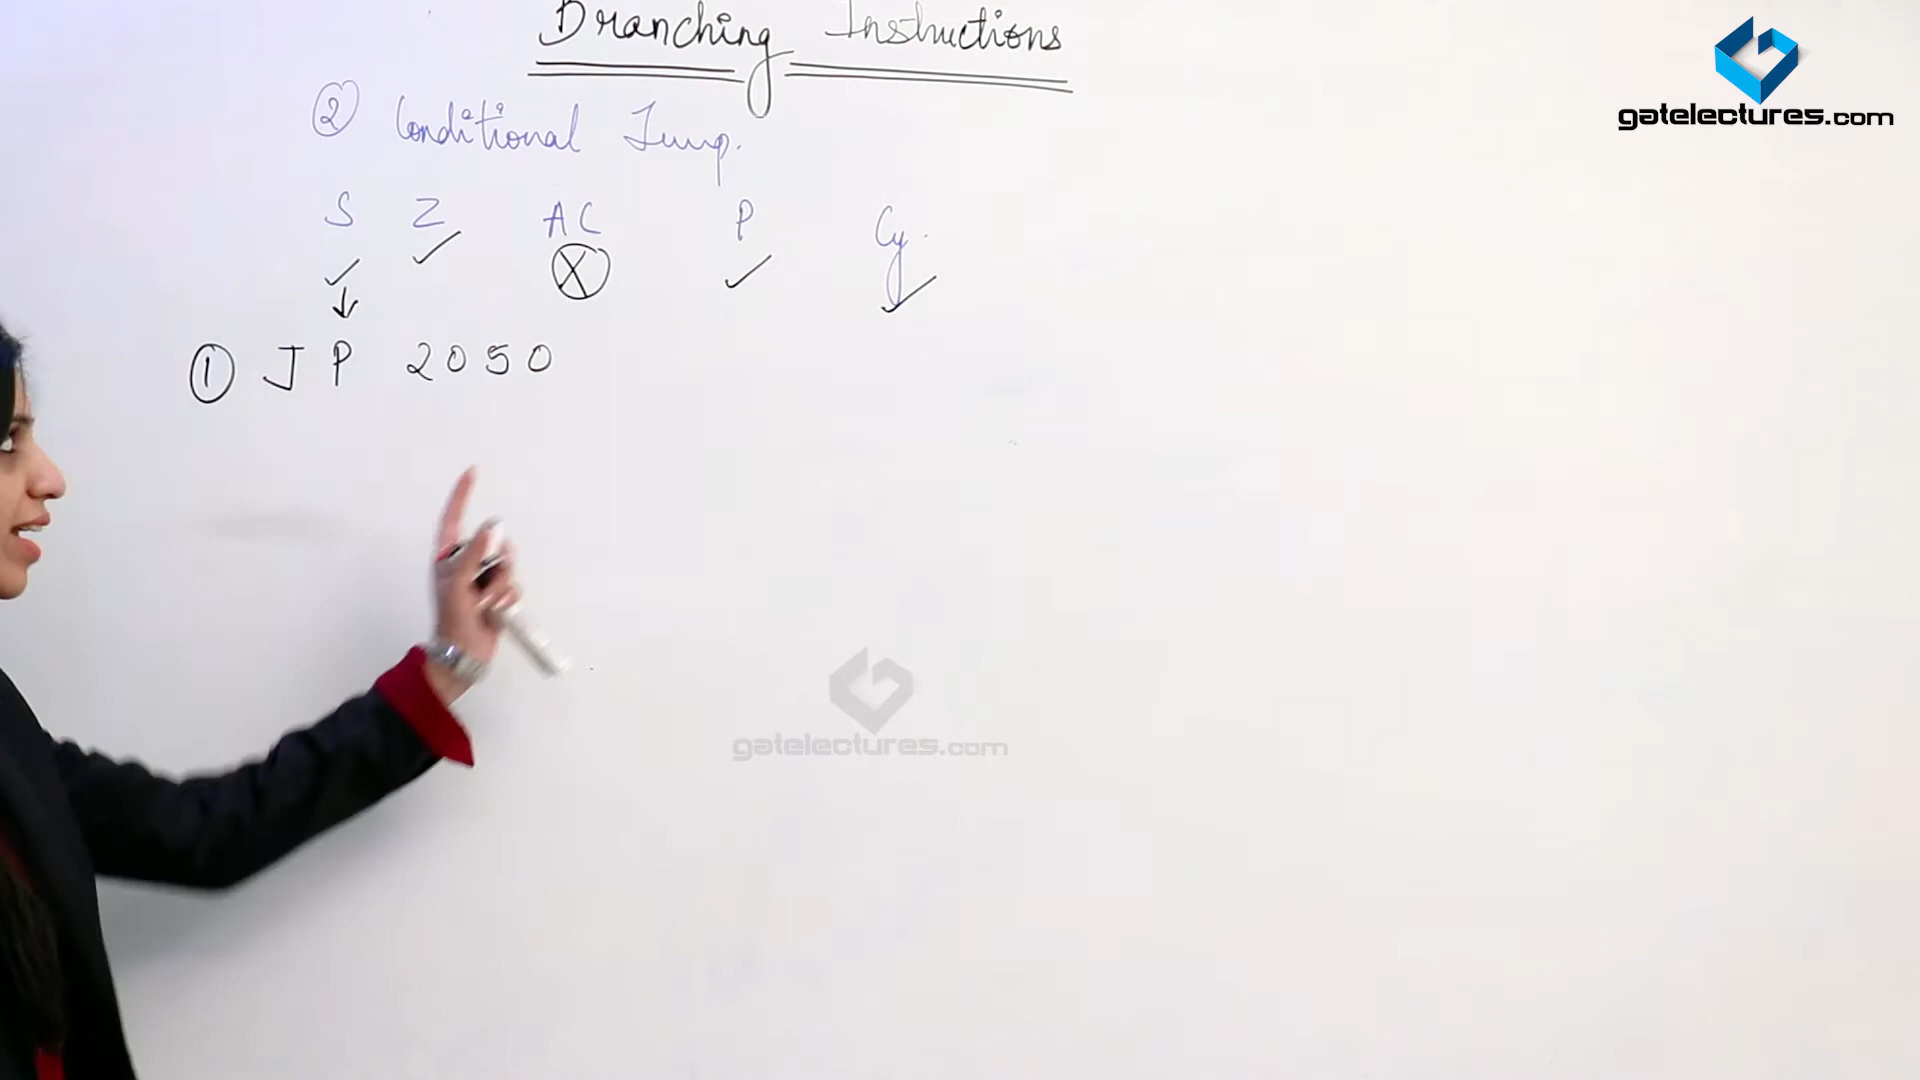 Branching Instructions
gatelectures.com
② Conditional Jump.
S Z AC P Cy.
① JP 2050
gatelectures.com